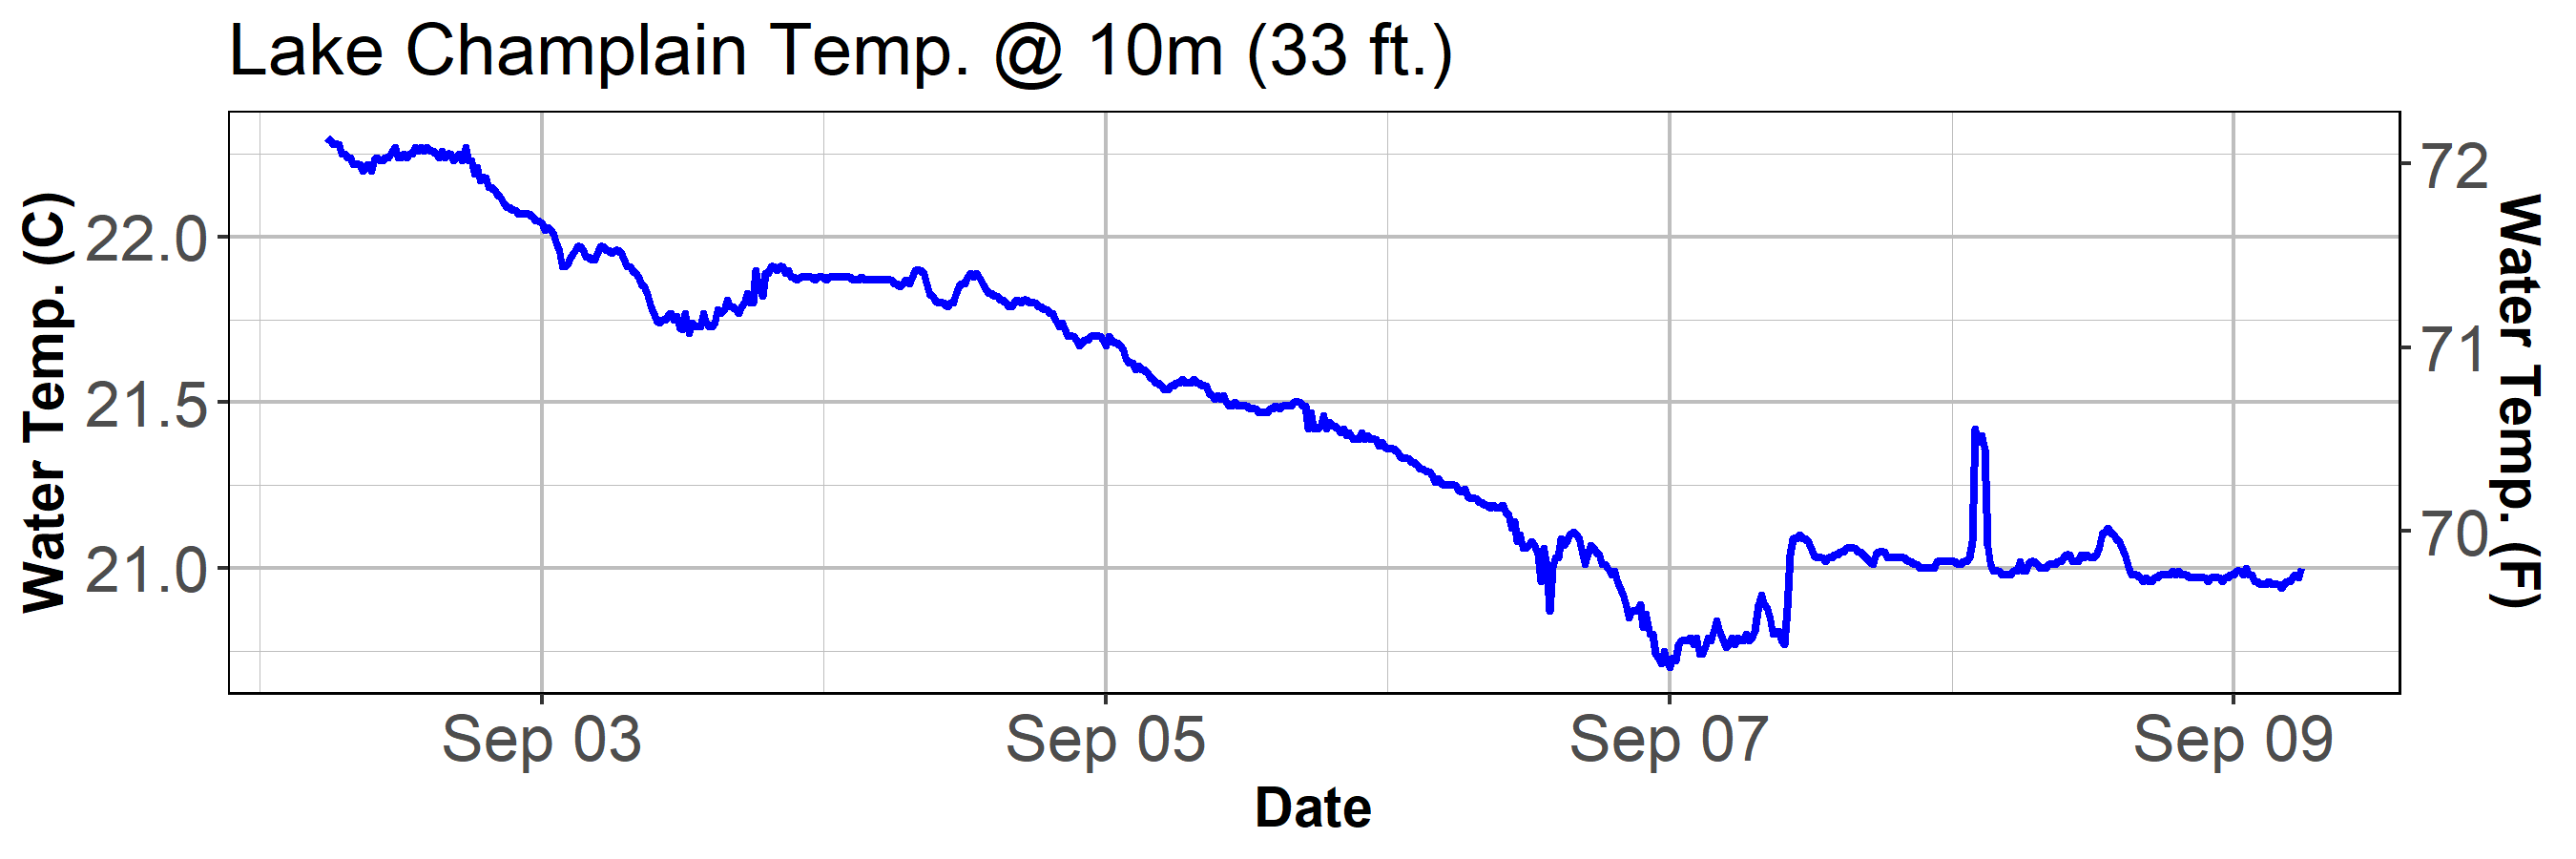 Lake Champlain Temp. @ 10m (33 ft.)
Water Temp. (C)
22.0
21.5
21.0
72
71
70
Water Temp. (F)
Sep 03
Sep 05
Sep 07
Sep 09
Date